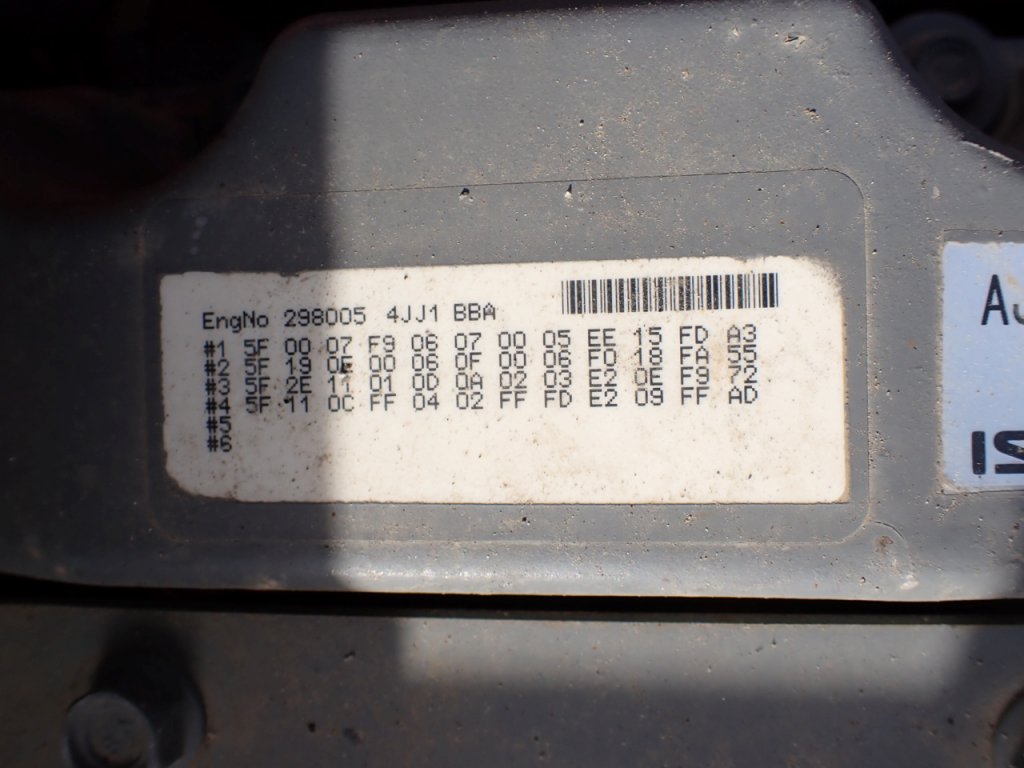 EngNo 298005 4JJ1 BBA
#1 5F 00 07 F9 06 07 00 05 EE 15 FD A3
#2 5F 19 0E 00 06 0F 00 06 F0 18 FA 55
#3 5F 2E 11 01 0D 0A 02 03 E2 0E F9 72
#4 5F 11 0C FF 04 02 FF FD E2 09 FF AD
#5
#6